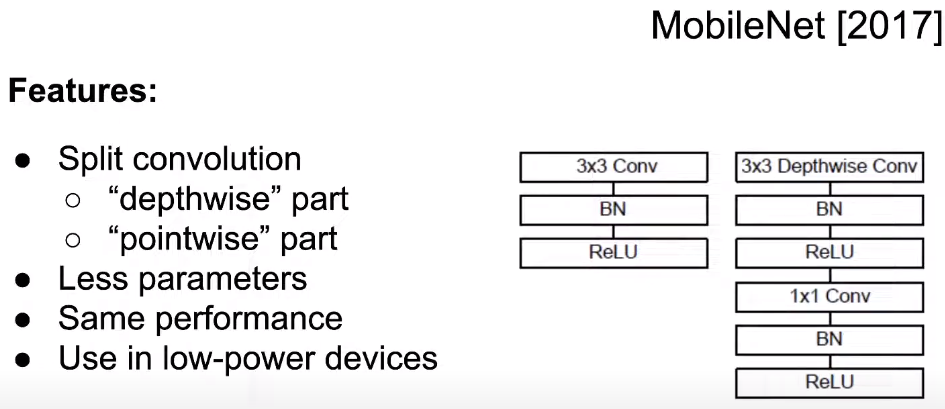 MobileNet [2017]
Features:
● Split convolution
○ “depthwise” part
○ “pointwise” part
● Less parameters
● Same performance
● Use in low-power devices
3x3 Conv
BN
ReLU
3x3 Depthwise Conv
BN
ReLU
1x1 Conv
BN
ReLU